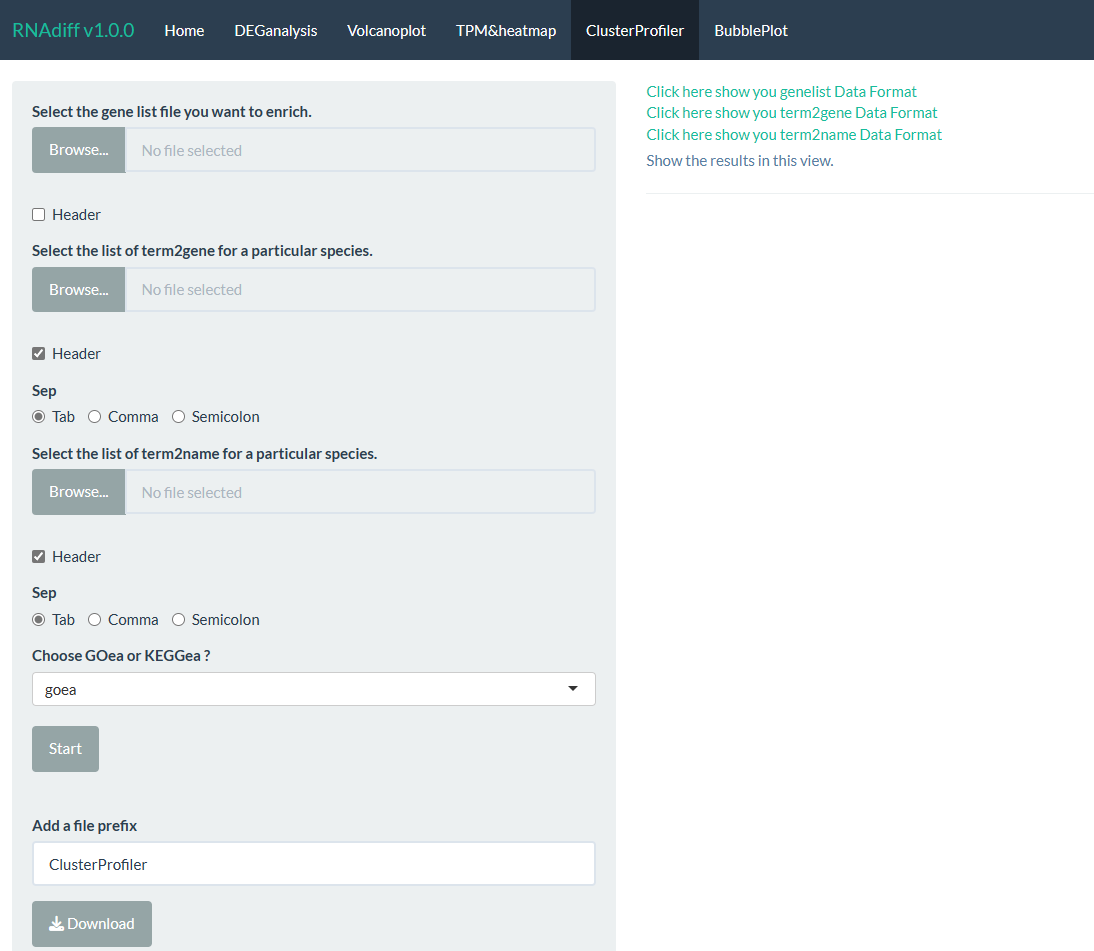 RNAdiff v1.0.0 Home DEGanalysis Volcanoplot TPM&heatmap ClusterProfiler BubblePlot
Select the gene list file you want to enrich.
Browse... No file selected
Header
Select the list of term2gene for a particular species.
Browse... No file selected
Header
Sep
Tab Comma Semicolon
Select the list of term2name for a particular species.
Browse... No file selected
Header
Sep
Tab Comma Semicolon
Choose GOea or KEGGea ?
goea
Start
Add a file prefix
ClusterProfiler
Download
Click here show you genelist Data Format
Click here show you term2gene Data Format
Click here show you term2name Data Format
Show the results in this view.